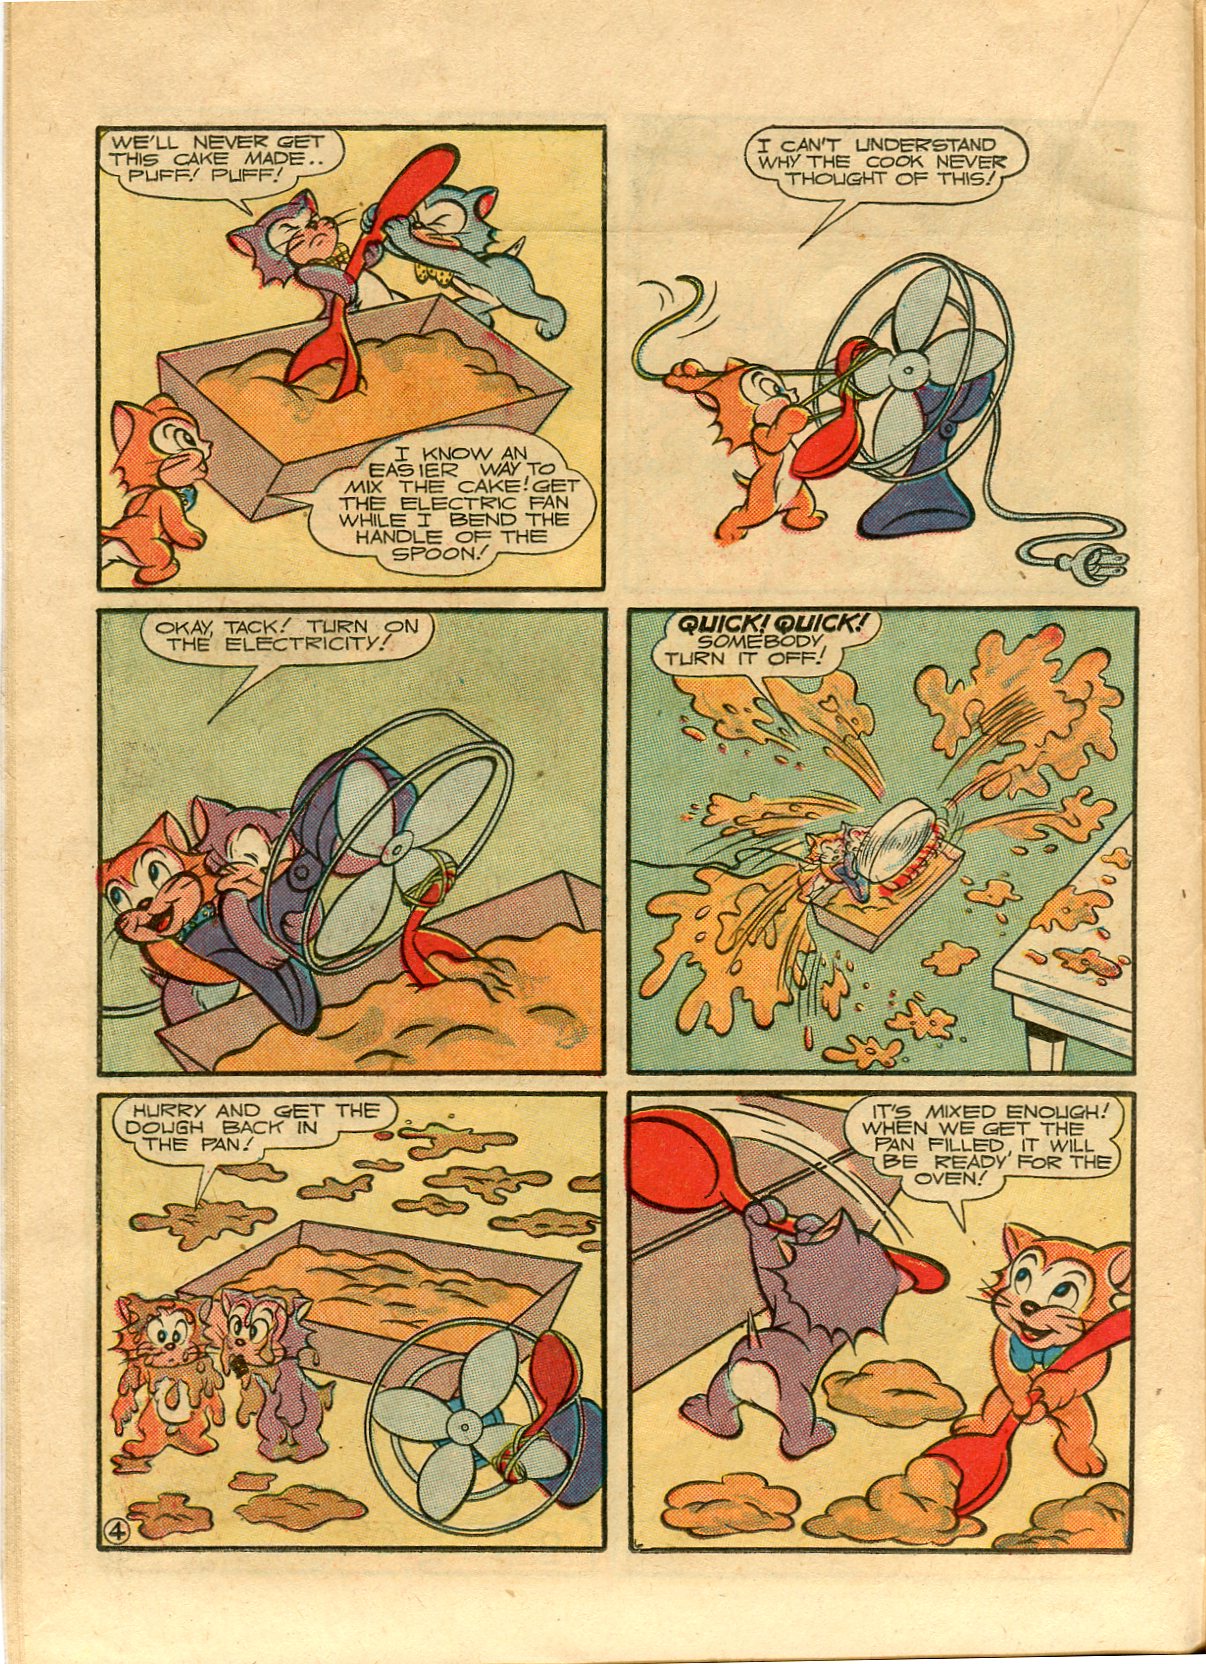 WE'LL NEVER GET
THIS CAKE MADE..
PUFF! PUFF!
I KNOW AN
EASIER WAY TO
MIX THE CAKE! GET
THE ELECTRIC FAN
WHILE I BEND THE
HANDLE OF THE
SPOON!
I CAN'T UNDERSTAND
WHY THE COOK NEVER
THOUGHT OF THIS!
OKAY, TACK! TURN ON
THE ELECTRICITY!
QUICK! QUICK!
SOMEBODY
TURN IT OFF!
HURRY AND GET THE
DOUGH BACK IN
THE PAN!
4
IT'S MIXED ENOUGH!
WHEN WE GET THE
PAN FILLED, IT WILL
BE READY FOR THE
OVEN!